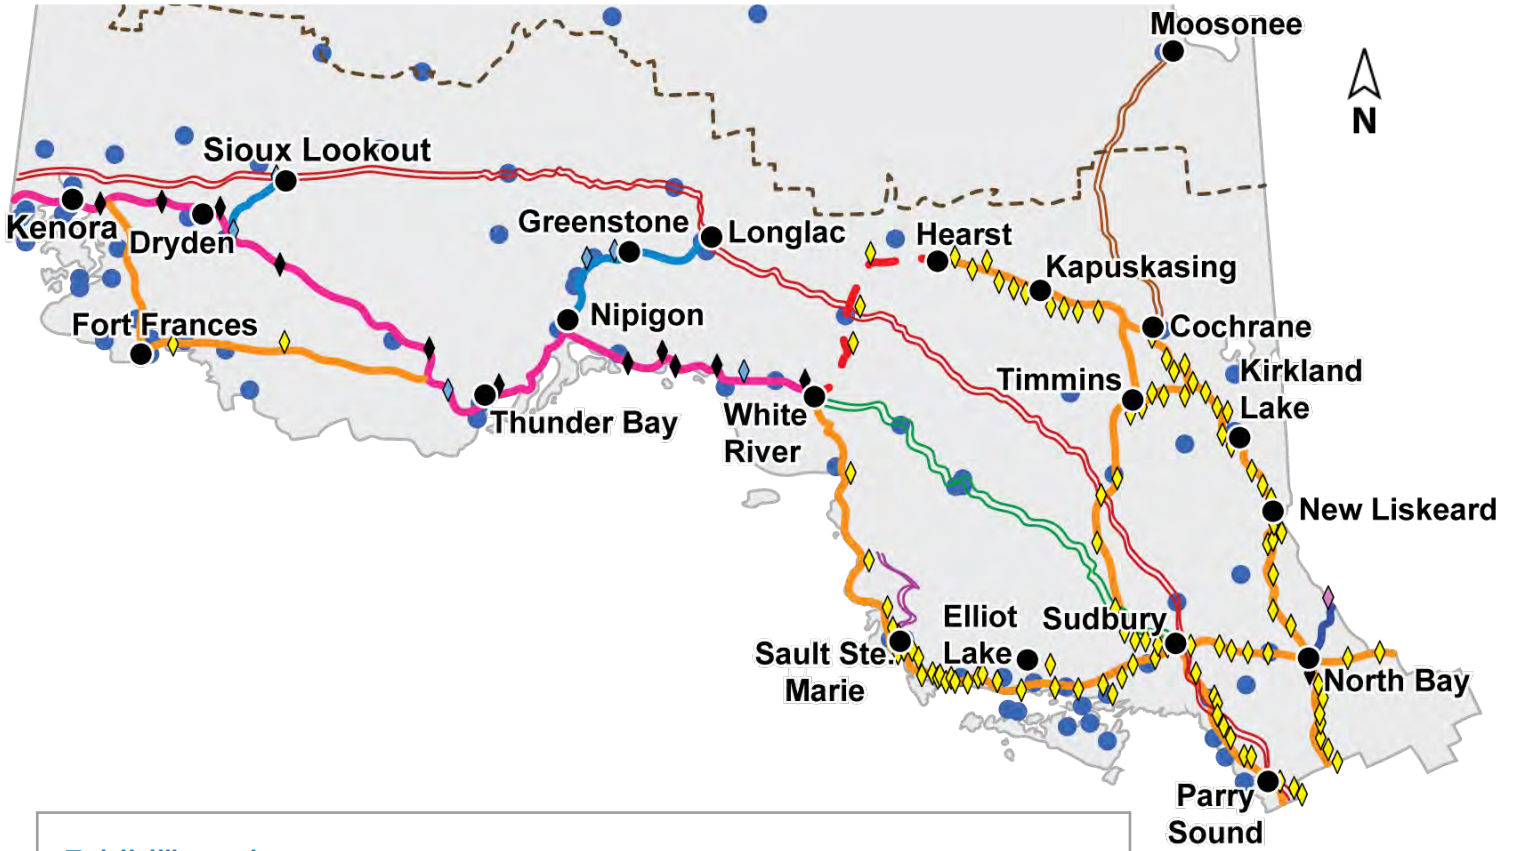 Moosonee
N
Sioux Lookout
Kenora
Dryden
Greenstone
Longlac
Hearst
Kapuskasing
Fort Frances
Nipigon
Cochrane
Timmins
Kirkland
Lake
Thunder Bay
White
River
New Liskeard
Elliot
Lake
Sudbury
Sault Ste.
Marie
North Bay
Parry
Sound